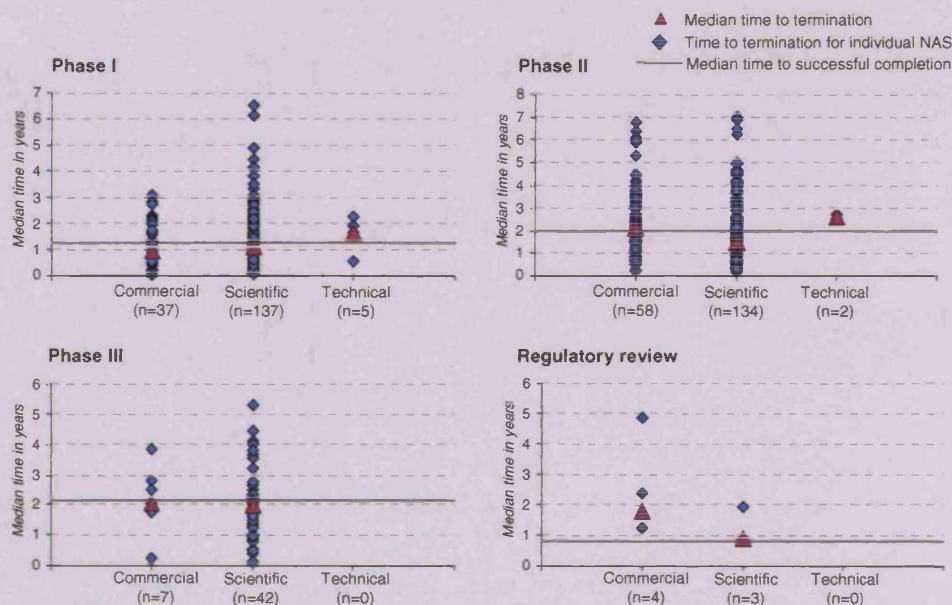 Median time to termination
Time to termination for individual NAS
Median time to successful completion
Phase I
Median time in years
7
6
5
4
3
2
1
0
Commercial
(n=37)
Scientific
(n=137)
Technical
(n=5)
Phase II
Median time in years
8
7
6
5
4
3
2
1
0
Commercial
(n=58)
Scientific
(n=134)
Technical
(n=2)
Phase III
Median time in years
6
5
4
3
2
1
0
Commercial
(n=7)
Scientific
(n=42)
Technical
(n=0)
Regulatory review
Median time in years
6
5
4
3
2
1
0
Commercial
(n=4)
Scientific
(n=3)
Technical
(n=0)